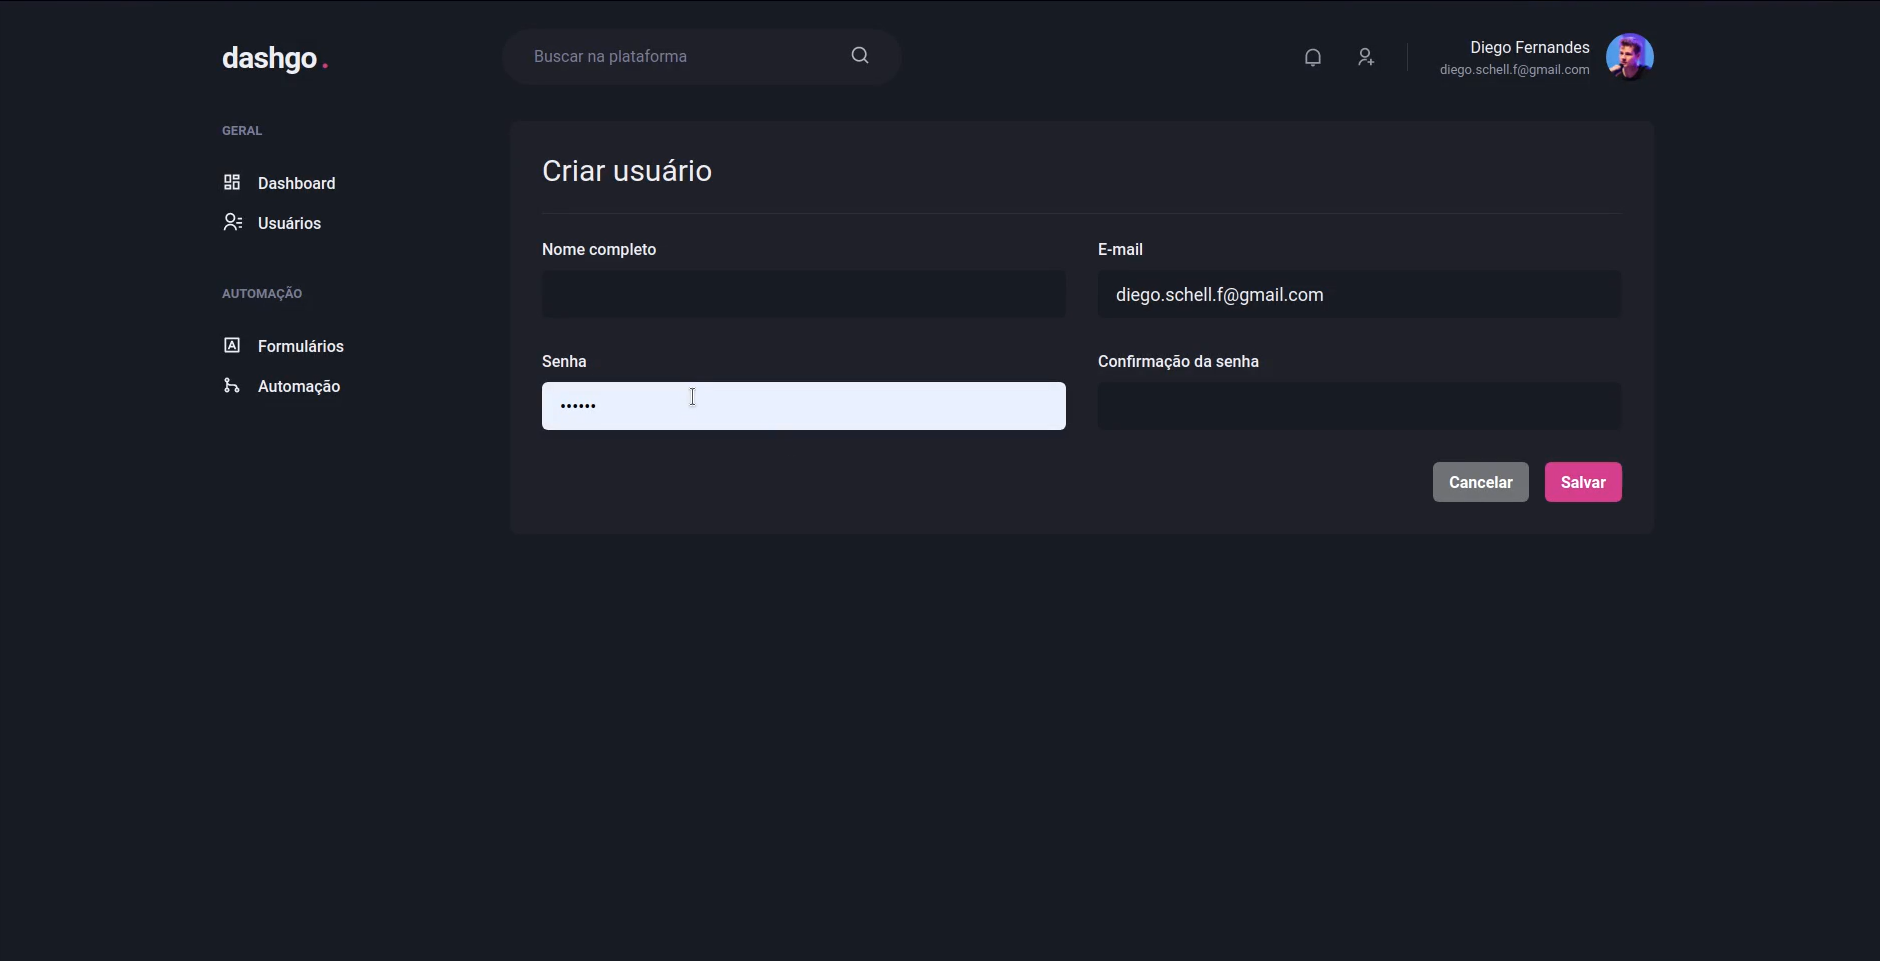 dashgo.
Buscar na plataforma
Diego Fernandes
diego.schell.f@gmail.com
GERAL
Dashboard
Usuários
AUTOMAÇÃO
Formulários
Automação
Criar usuário
Nome completo
E-mail
diego.schell.f@gmail.com
Senha
••••••
Confirmação da senha
Cancelar
Salvar